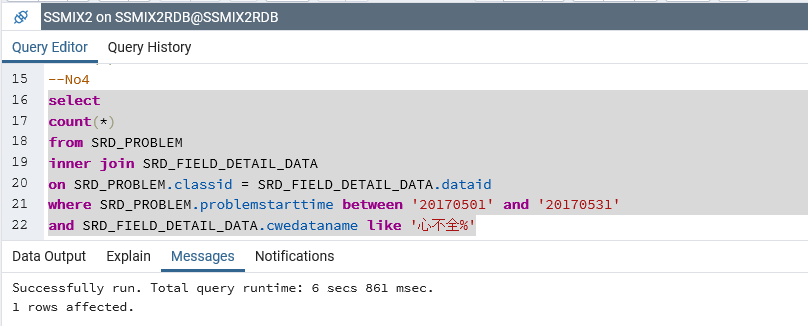 SSMIX2 on SSMIX2RDB@SSMIX2RDB
Query Editor Query History
15 --No4
16 select
17 count(*)
18 from SRD_PROBLEM
19 inner join SRD_FIELD_DETAIL_DATA
20 on SRD_PROBLEM.classid = SRD_FIELD_DETAIL_DATA.dataid
21 where SRD_PROBLEM.problemstarttime between '20170501' and '20170531'
22 and SRD_FIELD_DETAIL_DATA.cwedataname like '心不全%'
Data Output Explain Messages Notifications
Successfully run. Total query runtime: 6 secs 861 msec.
1 rows affected.